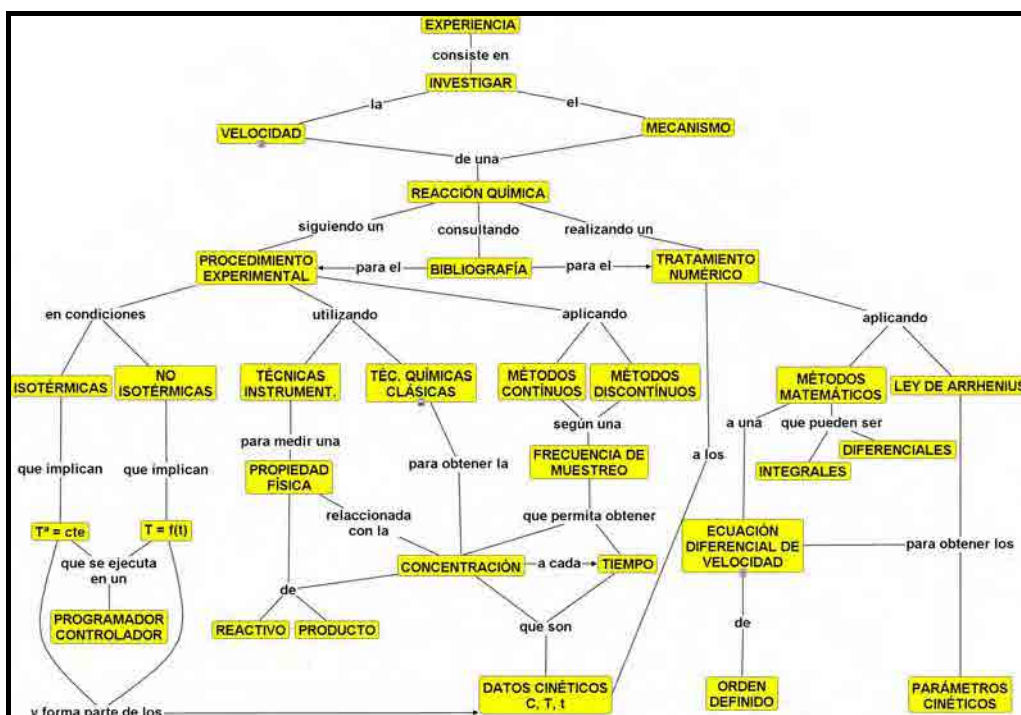 EXPERIENCIA
consiste en
INVESTIGAR
la
el
VELOCIDAD
MECANISMO
de una
REACCIÓN QUÍMICA
siguiendo un
consultando
realizando un
PROCEDIMIENTO
EXPERIMENTAL
para el
BIBLIOGRAFÍA
para el
TRATAMIENTO
NUMÉRICO
en condiciones
utilizando
aplicando
aplicando
ISOTÉRMICAS
NO
ISOTÉRMICAS
TÉCNICAS
INSTRUMENT.
TÉC. QUÍMICAS
CLÁSICAS
MÉTODOS
CONTÍNUOS
MÉTODOS
DISCONTÍNUOS
MÉTODOS
MATEMÁTICOS
LEY DE ARRHENIUS
a una
que pueden ser
según una
para medir una
DIFERENCIALES
INTEGRALES
que implican
que implican
PROPIEDAD
FÍSICA
para obtener la
FRECUENCIA DE
MUESTREO
a los
relaccionada
con la
que permita obtener
Tª = cte
T = f(t)
ECUACIÓN
DIFERENCIAL DE
VELOCIDAD
para obtener los
que se ejecuta
en un
CONCENTRACIÓN
a cada
TIEMPO
de
PROGRAMADOR
CONTROLADOR
REACTIVO
PRODUCTO
que son
de
DATOS CINÉTICOS
C, T, t
ORDEN
DEFINIDO
PARÁMETROS
CINÉTICOS
y forma parte de los